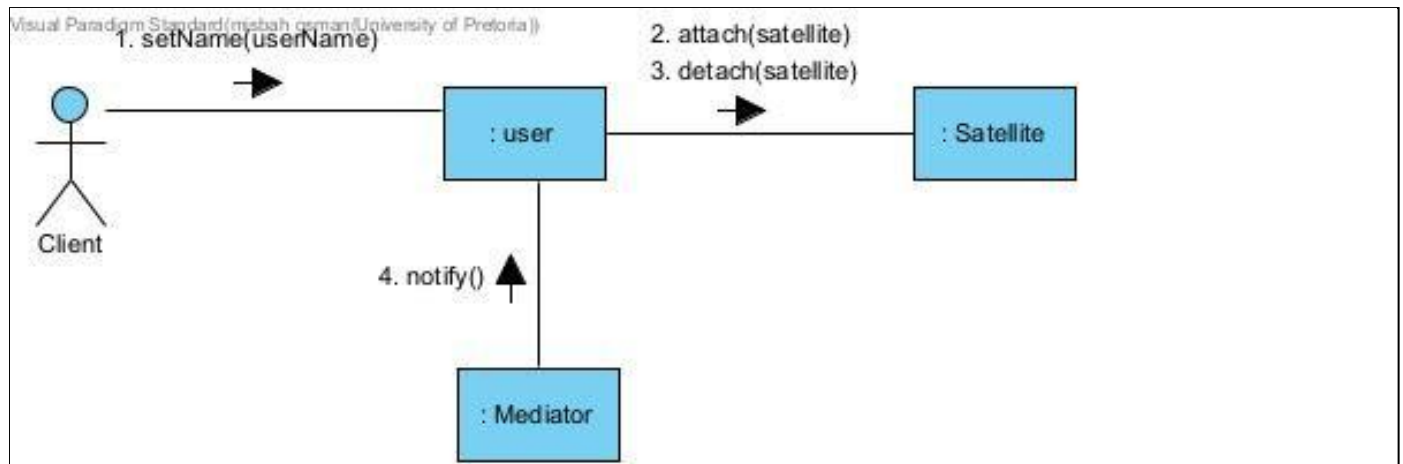 Visual Paradigm Standard(misbah osman(University of Pretoria))
1. setName(userName)
2. attach(satellite)
3. detach(satellite)
: user
: Satellite
Client
4. notify()
: Mediator